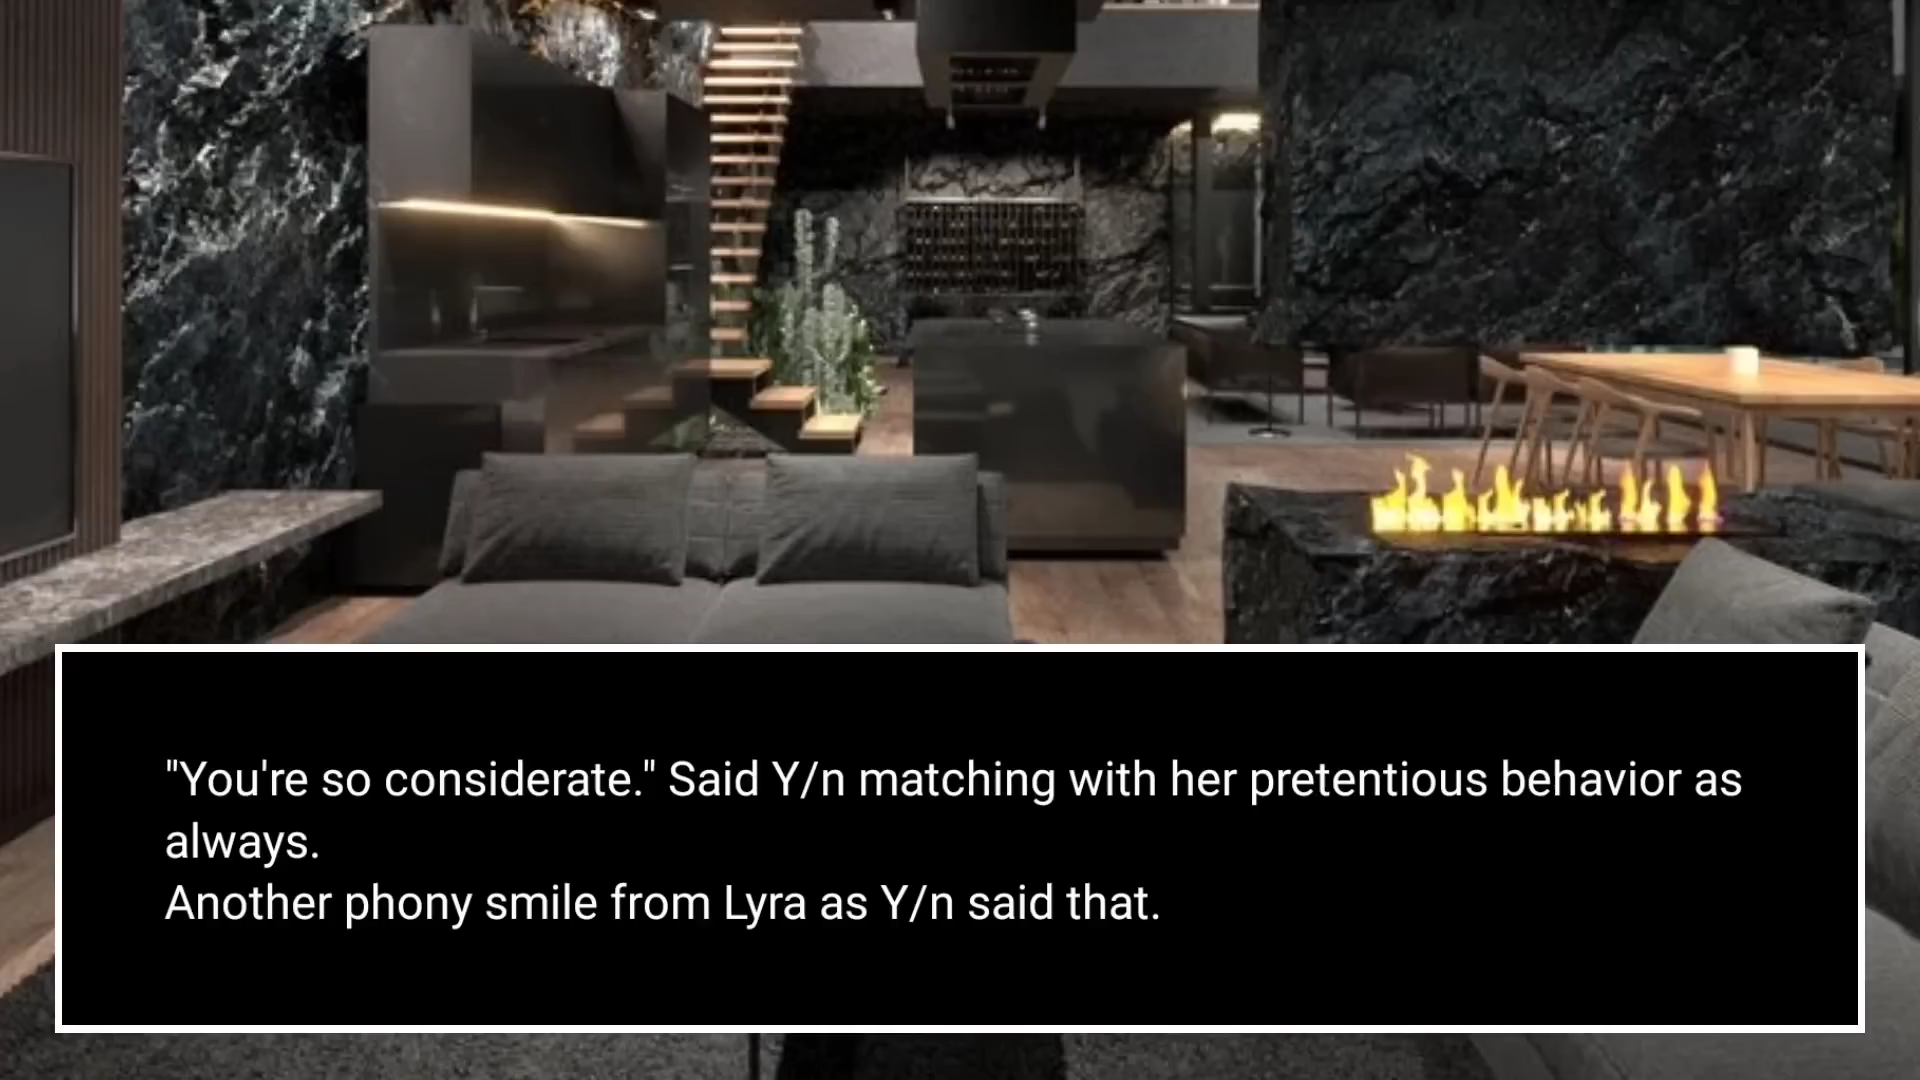 "You're so considerate." Said Y/n matching with her pretentious behavior as
always.
Another phony smile from Lyra as Y/n said that.